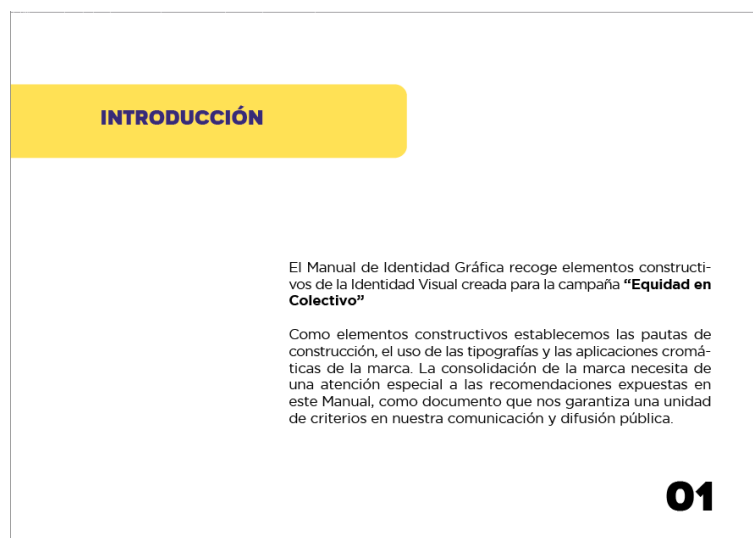 INTRODUCCIÓN
El Manual de Identidad Gráfica recoge elementos constructi-
vos de la Identidad Visual creada para la campaña “Equidad en
Colectivo”
Como elementos constructivos establecemos las pautas de
construcción, el uso de las tipografías y las aplicaciones cromá-
ticas de la marca. La consolidación de la marca necesita de
una atención especial a las recomendaciones expuestas en
este Manual, como documento que nos garantiza una unidad
de criterios en nuestra comunicación y difusión pública.
01